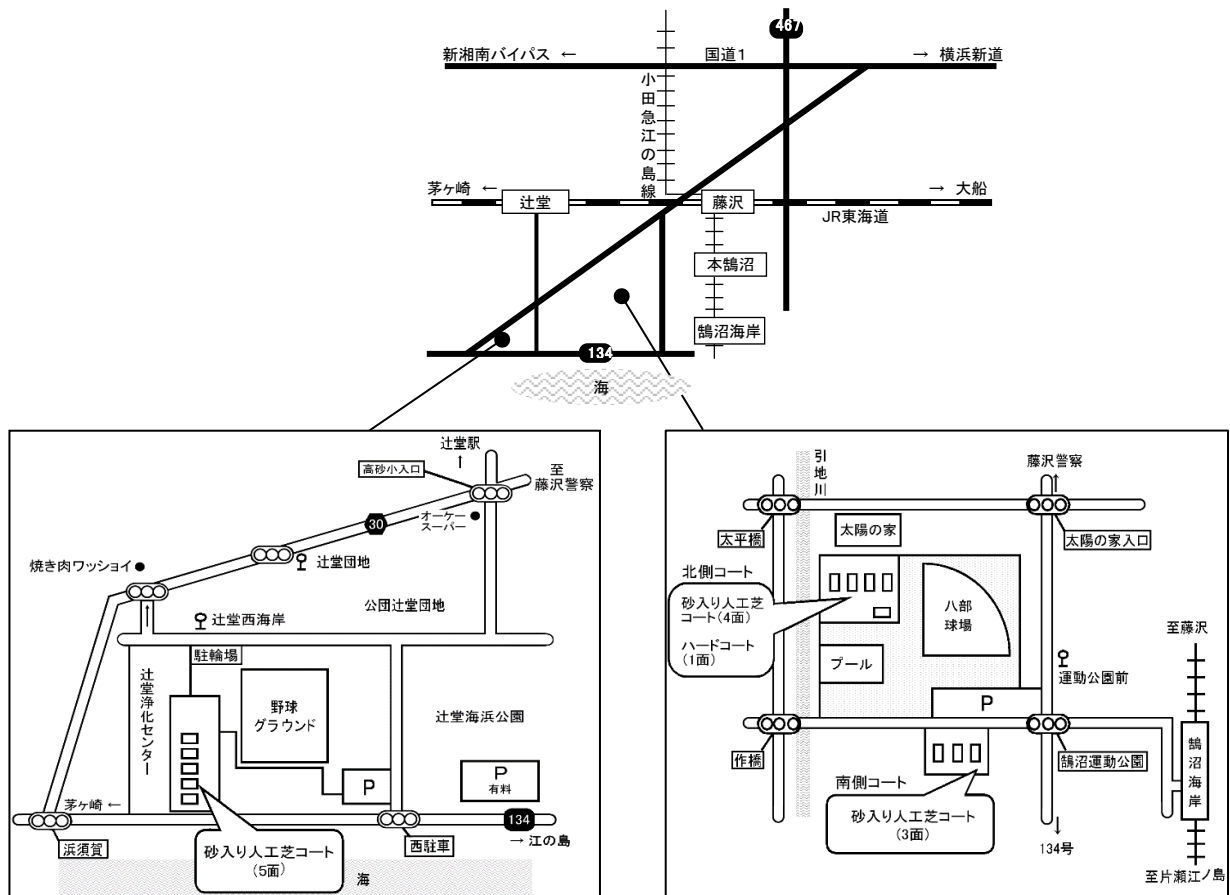 467
新湘南バイパス ←
国道1
→ 横浜新道
小田急江の島線
茅ヶ崎 ←
辻堂
藤沢
→ 大船
JR東海道
本鵠沼
鵠沼海岸
134
海
辻堂駅
↑
高砂小入口
至
藤沢警察
オーケー
スーパー
30
焼き肉ワッショイ
辻堂団地
↑
辻堂西海岸
公団辻堂団地
駐輪場
辻堂浄化センター
野球
グラウンド
辻堂海浜公園
P
P
有料
茅ヶ崎 ←
134
浜須賀
西駐車
→ 江の島
砂入り人工芝コート
(5面)
海
引地川
藤沢警察
↑
太平橋
太陽の家
太陽の家入口
北側コート
砂入り人工芝
コート(4面)
ハードコート
(1面)
八部
球場
プール
至藤沢
運動公園前
P
作橋
鵠沼運動公園
鵠沼海岸
南側コート
砂入り人工芝コート
(3面)
↓
134号
至片瀬江ノ島